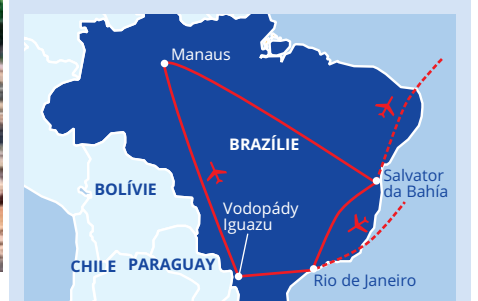 Manaus
BRAZÍLIE
BOLÍVIE
Salvator
da Bahía
Vodopády
Iguazu
CHILE
PARAGUAY
Rio de Janeiro